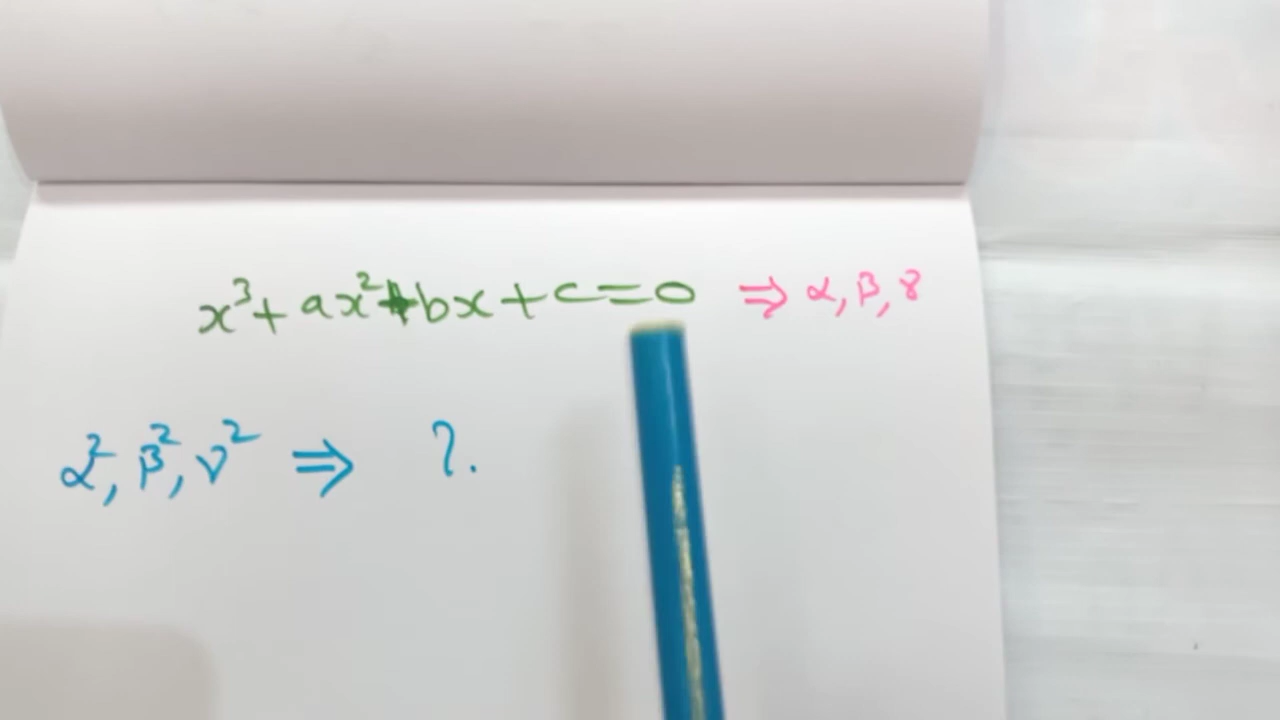 x³+ax²+bx+c=0 ⇒ α, β, γ
α², β², γ² ⇒ ?.